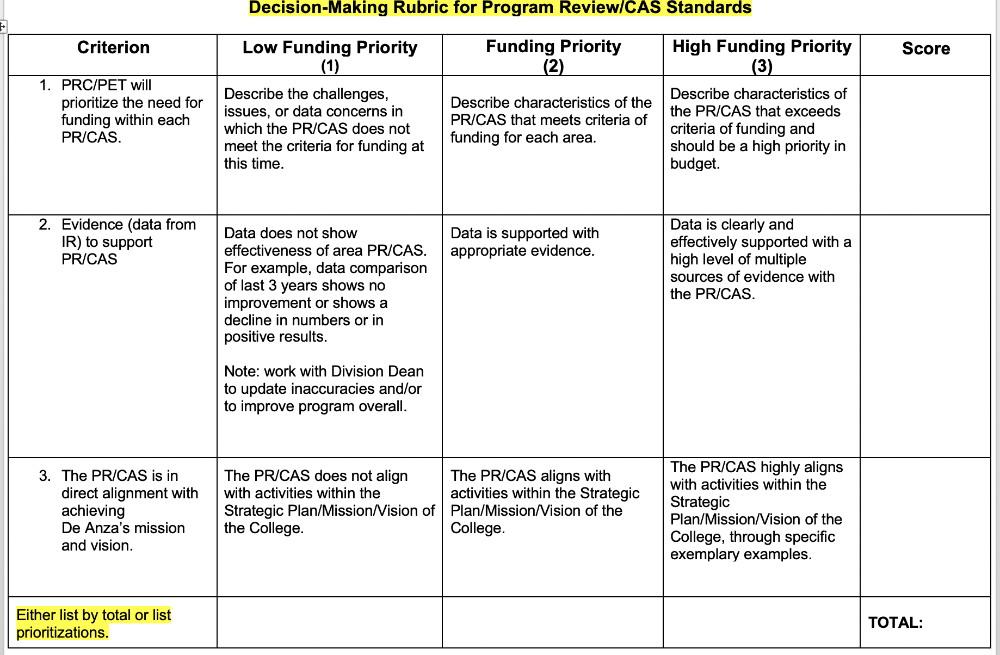 Decision-Making Rubric for Program Review/CAS Standards
Criterion
Low Funding Priority
(1)
Funding Priority
(2)
High Funding Priority
(3)
Score
1. PRC/PET will
prioritize the need for
funding within each
PR/CAS.
Describe the challenges,
issues, or data concerns in
which the PR/CAS does not
meet the criteria for funding at
this time.
Describe characteristics of the
PR/CAS that meets criteria of
funding for each area.
Describe characteristics of
the PR/CAS that exceeds
criteria of funding and
should be a high priority in
budget.
2. Evidence (data from
IR) to support
PR/CAS
Data does not show
effectiveness of area PR/CAS.
For example, data comparison
of last 3 years shows no
improvement or shows a
decline in numbers or in
positive results.
Note: work with Division Dean
to update inaccuracies and/or
to improve program overall.
Data is supported with
appropriate evidence.
Data is clearly and
effectively supported with a
high level of multiple
sources of evidence with
the PR/CAS.
3. The PR/CAS is in
direct alignment with
achieving
De Anza’s mission
and vision.
The PR/CAS does not align
with activities within the
Strategic Plan/Mission/Vision of
the College.
The PR/CAS aligns with
activities within the Strategic
Plan/Mission/Vision of the
College.
The PR/CAS highly aligns
with activities within the
Strategic
Plan/Mission/Vision of the
College, through specific
exemplary examples.
Either list by total or list
prioritizations.
TOTAL: